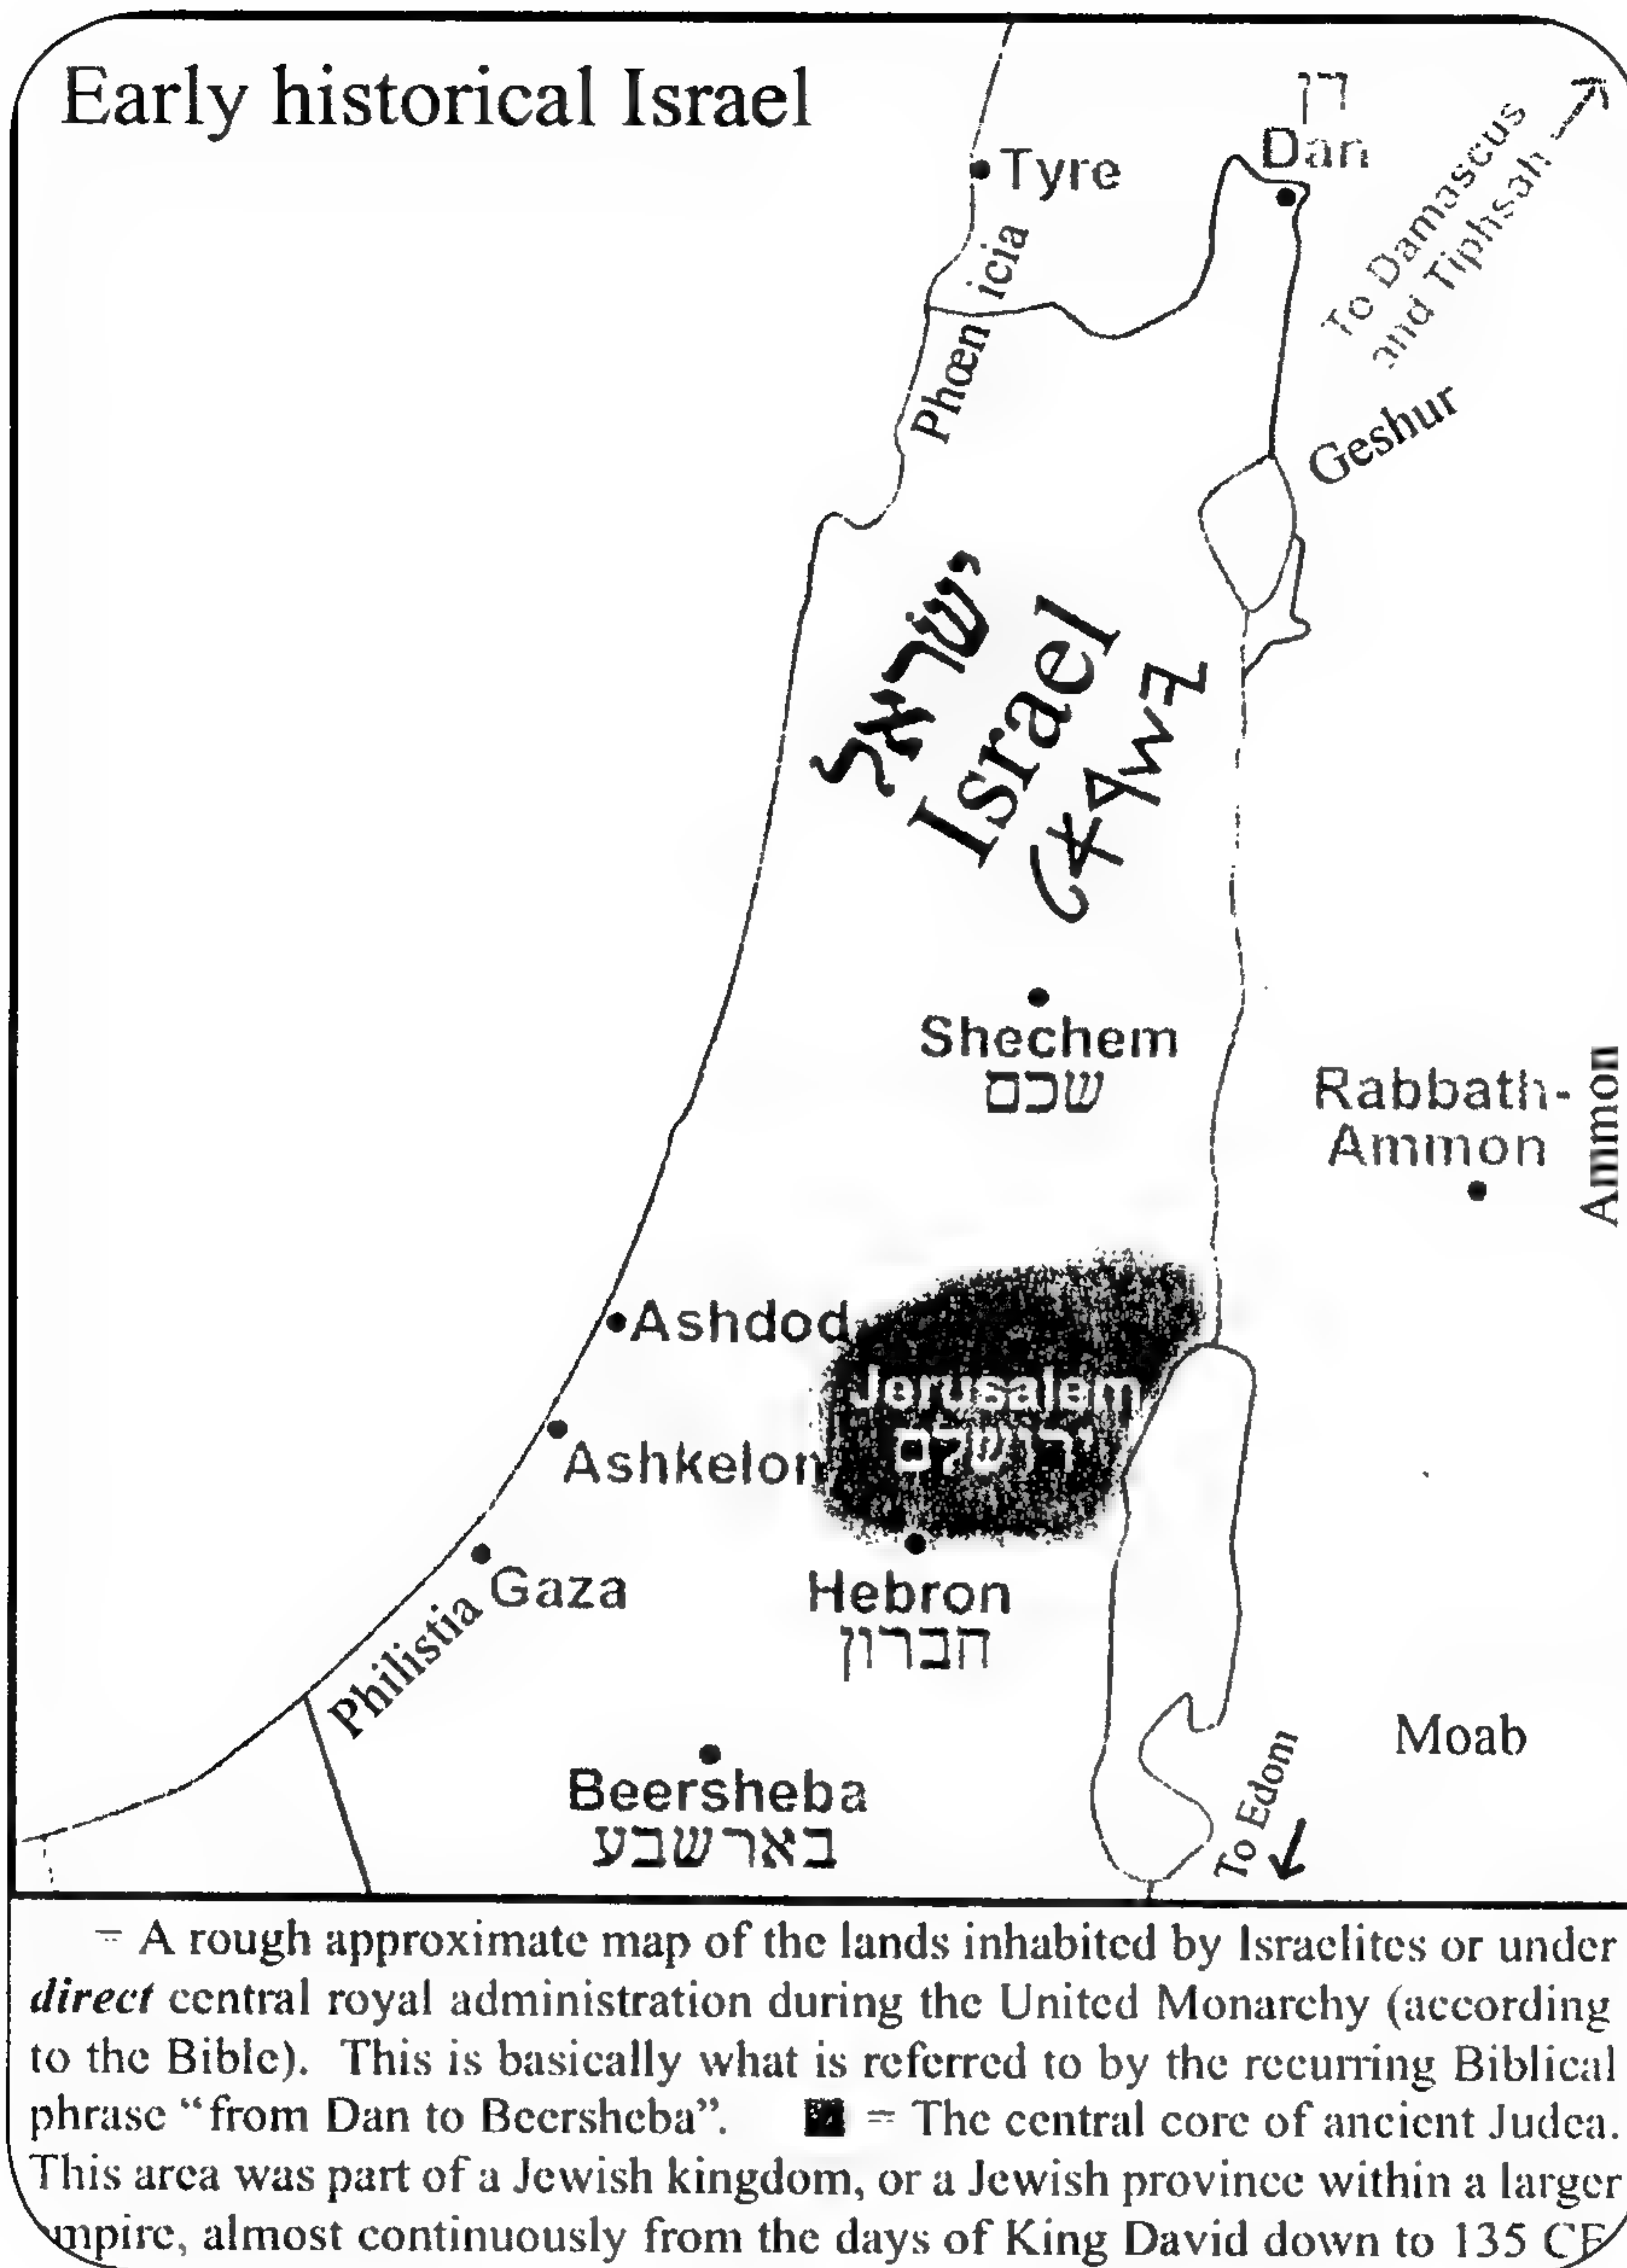 Early historical Israel
דן
Dan
Tyre
To Damascus
and Tiphsah
Phœnicia
Geshur
ישׂראל
Israel
𐤉𐤔𐤓𐤀𐤋
Shechem
שכם
Rabbath-
Ammon
Ammon
Ashdod
Jerusalem
ירושלם
Ashkelon
Gaza
Hebron
חברון
Philistia
Moab
Beersheba
בארשבע
To Edom
= A rough approximate map of the lands inhabited by Israelites or under
direct central royal administration during the United Monarchy (according
to the Bible). This is basically what is referred to by the recurring Biblical
phrase “from Dan to Beersheba”. = The central core of ancient Judea.
This area was part of a Jewish kingdom, or a Jewish province within a larger
mpire, almost continuously from the days of King David down to 135 CE